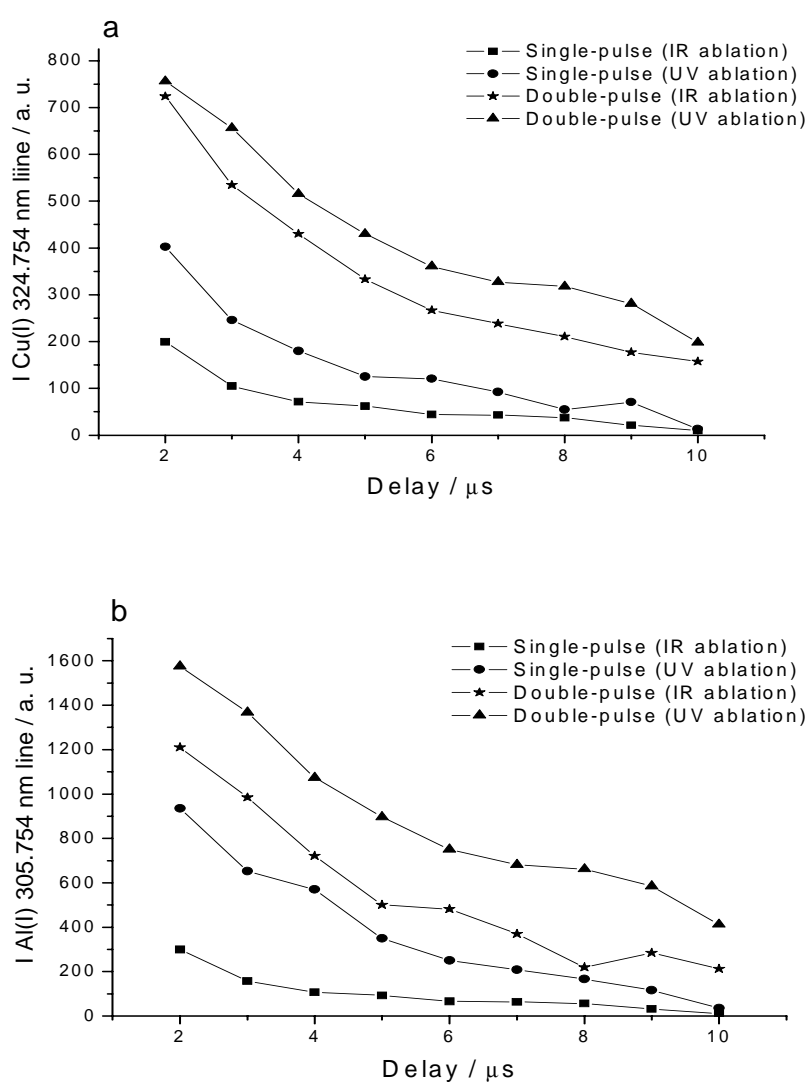 a
Single-pulse (IR ablation)
Single-pulse (UV ablation)
Double-pulse (IR ablation)
Double-pulse (UV ablation)
800
700
600
500
400
300
200
100
0
I Cu(I) 324.754 nm liine / a. u.
2 4 6 8 10
Delay / μs
b
Single-pulse (IR ablation)
Single-pulse (UV ablation)
Double-pulse (IR ablation)
Double-pulse (UV ablation)
1600
1400
1200
1000
800
600
400
200
0
I Al(I) 305.754 nm line / a. u.
2 4 6 8 10
Delay / μs